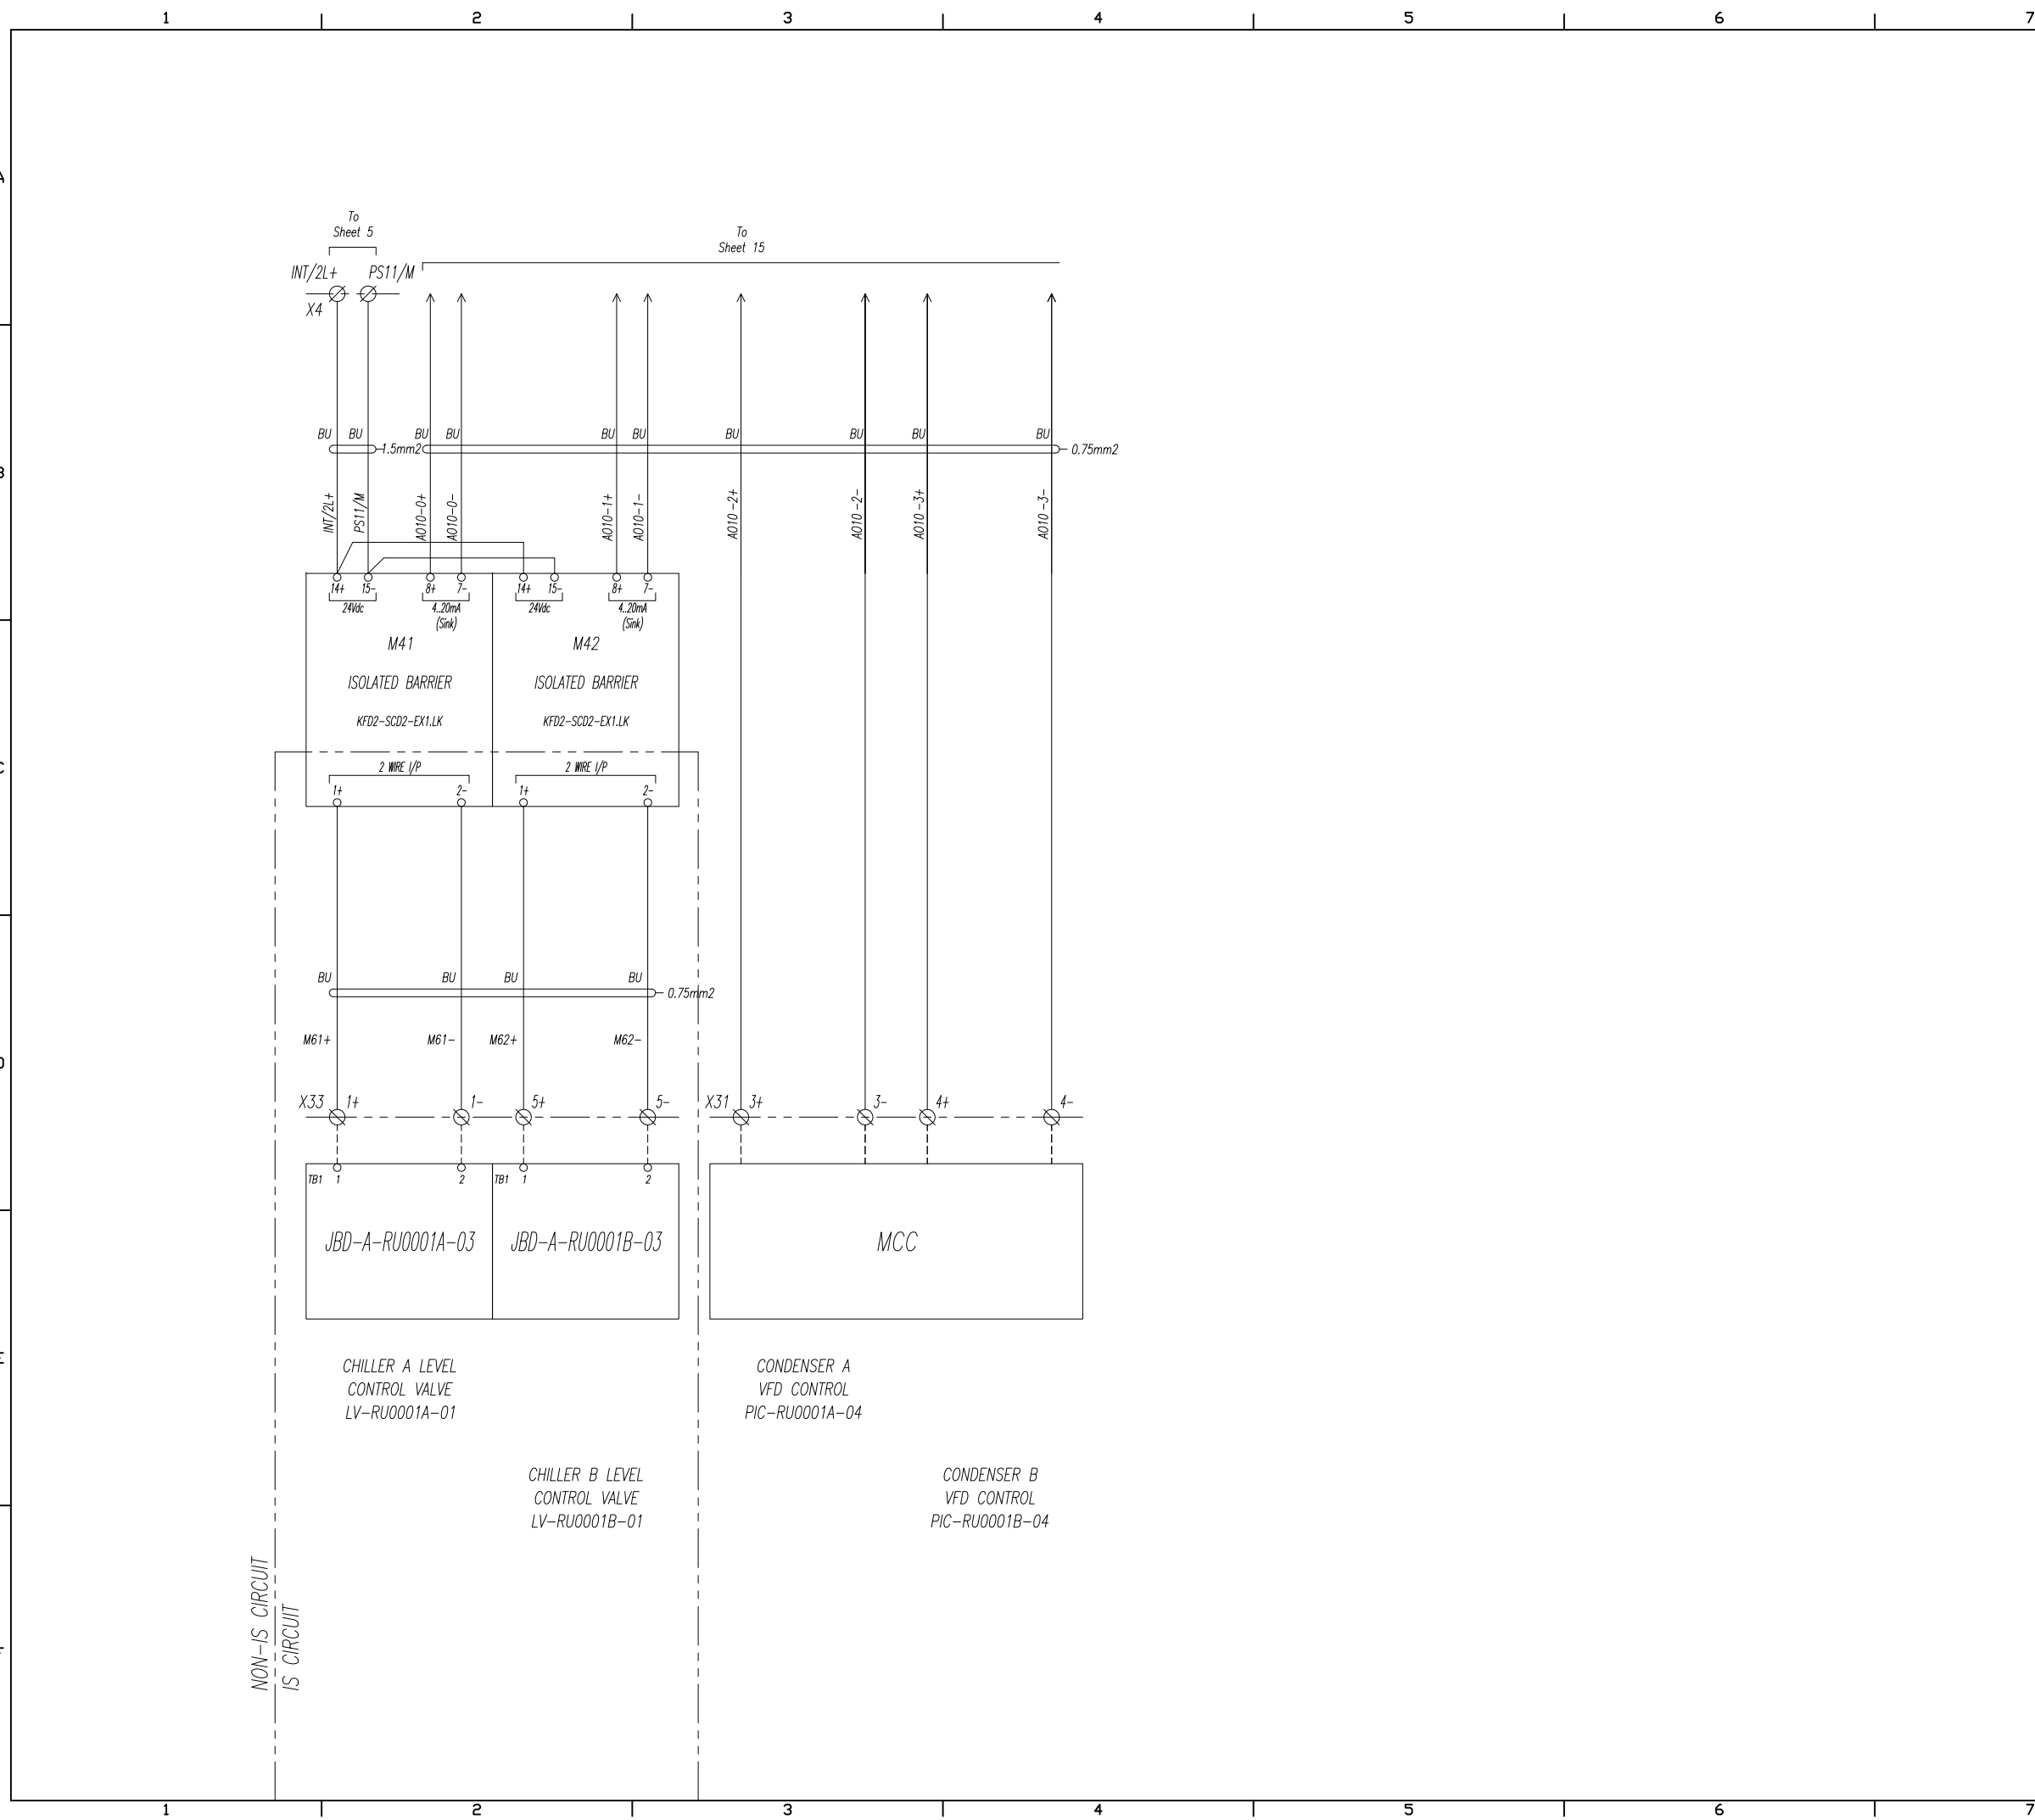 1 2 3 4 5 6 7
A
To
Sheet 5
To
Sheet 15
INT/2L+ PS11/M
X4
BU BU BU BU BU BU BU BU BU BU
1.5mm2 0.75mm2
B
INT/2L+ PS11/M AO10-0+ AO10-0- AO10-1+ AO10-1- AO10-2+ AO10-2- AO10-3+ AO10-3-
14+ 15- 8+ 7- 14+ 15- 8+ 7-
24Vdc 4..20mA 24Vdc 4..20mA
(Sink) (Sink)
M41 M42
ISOLATED BARRIER ISOLATED BARRIER
KFD2-SCD2-EX1.LK KFD2-SCD2-EX1.LK
C
2 WIRE I/P 2 WIRE I/P
1+ 2- 1+ 2-
BU BU BU BU
0.75mm2
M61+ M61- M62+ M62-
D
X33 1+ 1- 5+ 5- X31 3+ 3- 4+ 4-
TB1 1 2 TB1 1 2
JBD-A-RU0001A-03 JBD-A-RU0001B-03 MCC
E
CHILLER A LEVEL
CONTROL VALVE
LV-RU0001A-01
CONDENSER A
VFD CONTROL
PIC-RU0001A-04
CHILLER B LEVEL
CONTROL VALVE
LV-RU0001B-01
CONDENSER B
VFD CONTROL
PIC-RU0001B-04
NON-IS CIRCUIT
IS CIRCUIT
1 2 3 4 5 6 7